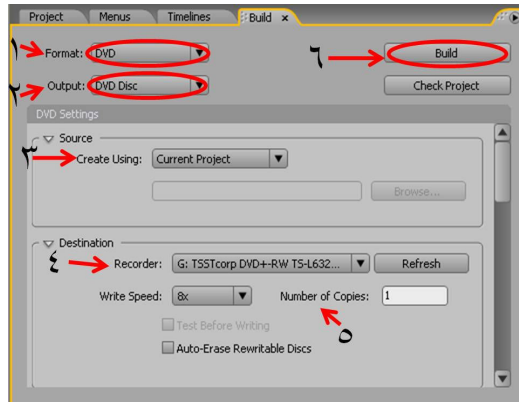 Project Menus Timelines Build ×
١ Format: DVD ٦ Build
٢ Output: DVD Disc Check Project
DVD Settings
Source
٣ Create Using: Current Project
Browse...
Destination
٤ Recorder: G: TSSTcorp DVD+-RW TS-L632... Refresh
Write Speed: 8x Number of Copies: 1
٥
Test Before Writing
Auto-Erase Rewritable Discs